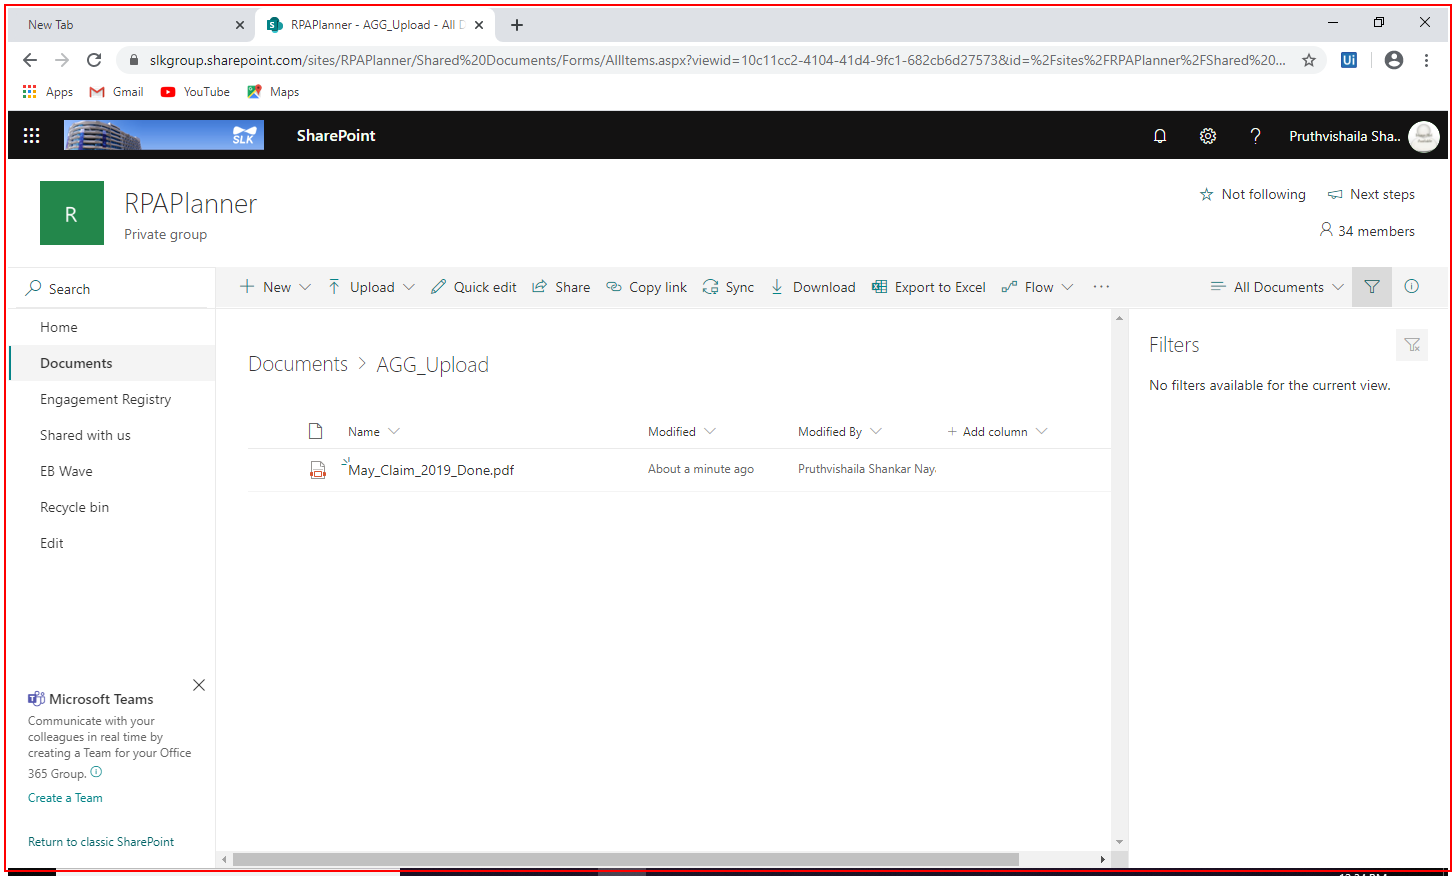 New Tab
RPAPlanner - AGG_Upload - All D
slkgroup.sharepoint.com/sites/RPAPlanner/Shared%20Documents/Forms/AllItems.aspx?viewid=10c11cc2-4104-41d4-9fc1-682cb6d27573&id=%2Fsites%2FRPAPlanner%2FShared%20...
Ui
Apps Gmail YouTube Maps
SLK
SharePoint
? Pruthvishaila Sha..
R
RPAPlanner
Private group
Not following Next steps
34 members
Search
New Upload Quick edit Share Copy link Sync Download Export to Excel Flow ... All Documents
Home
Documents
Engagement Registry
Shared with us
EB Wave
Recycle bin
Edit
Documents > AGG_Upload
Name Modified Modified By + Add column
May_Claim_2019_Done.pdf About a minute ago Pruthvishaila Shankar Nay
Filters
No filters available for the current view.
Microsoft Teams
Communicate with your
colleagues in real time by
creating a Team for your Office
365 Group.
Create a Team
Return to classic SharePoint